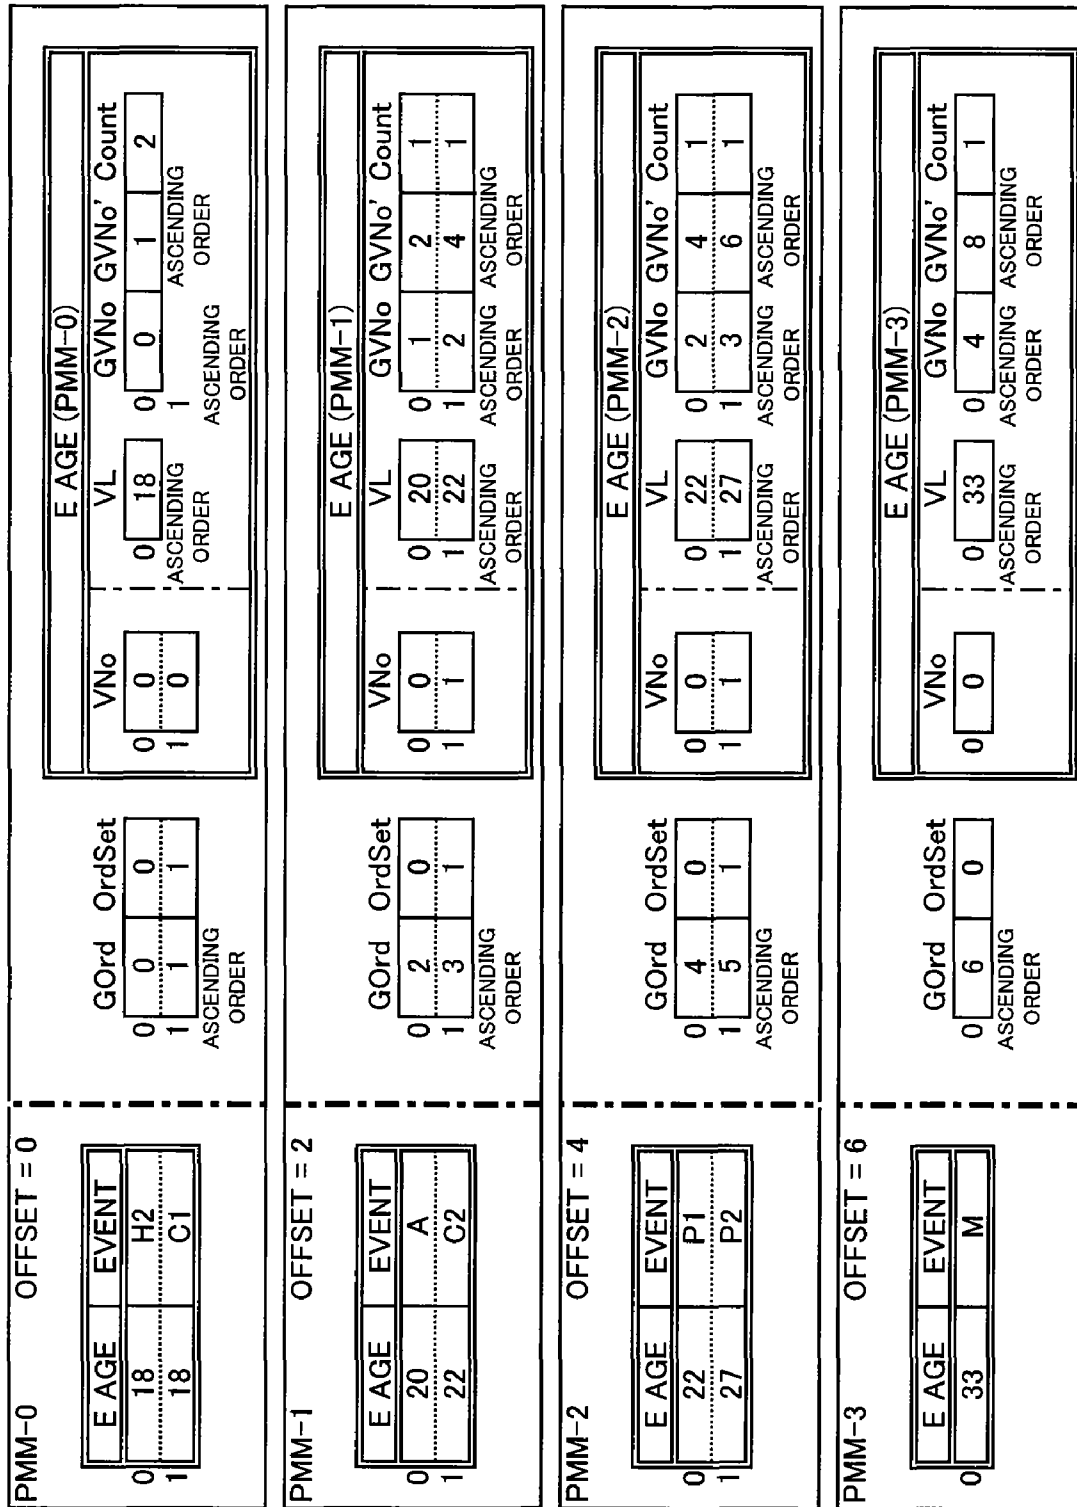 PMM-0 OFFSET = 0
E AGE EVENT
0 18 H2
1 18 C1
GOrd OrdSet
0 0 0
1 1 1
ASCENDING
ORDER
E AGE (PMM-0)
VNo VL GVNo GVNo' Count
0 0 0 18 0 0 1 2
1 0 1
ASCENDING ASCENDING ASCENDING
ORDER ORDER ORDER
PMM-1 OFFSET = 2
E AGE EVENT
0 20 A
1 22 C2
GOrd OrdSet
0 2 0
1 3 1
ASCENDING
ORDER
E AGE (PMM-1)
VNo VL GVNo GVNo' Count
0 0 0 20 0 1 2 1
1 1 1 22 1 2 4 1
ASCENDING ASCENDING ASCENDING
ORDER ORDER ORDER
PMM-2 OFFSET = 4
E AGE EVENT
0 22 P1
1 27 P2
GOrd OrdSet
0 4 0
1 5 1
ASCENDING
ORDER
E AGE (PMM-2)
VNo VL GVNo GVNo' Count
0 0 0 22 0 2 4 1
1 1 1 27 1 3 6 1
ASCENDING ASCENDING ASCENDING
ORDER ORDER ORDER
PMM-3 OFFSET = 6
E AGE EVENT
0 33 M
GOrd OrdSet
0 6 0
ASCENDING
ORDER
E AGE (PMM-3)
VNo VL GVNo GVNo' Count
0 0 0 33 0 4 8 1
ASCENDING ASCENDING ASCENDING
ORDER ORDER ORDER